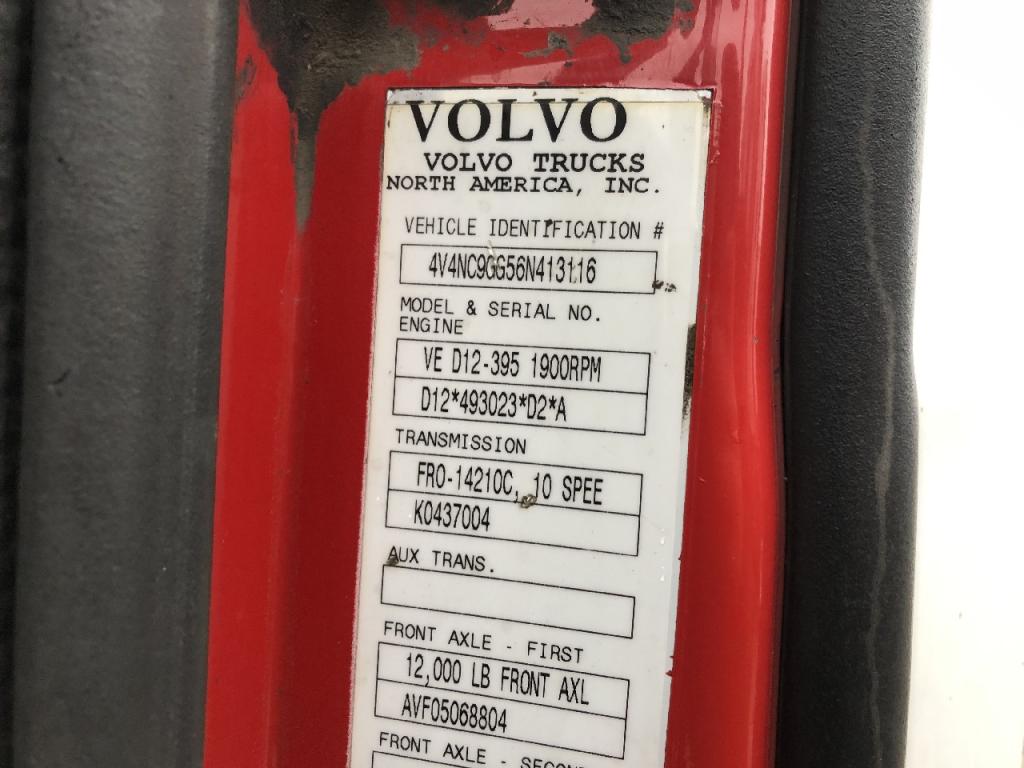 VOLVO
VOLVO TRUCKS
NORTH AMERICA, INC.
VEHICLE IDENTIFICATION #
4V4NC9GG56N413116
MODEL & SERIAL NO.
ENGINE
VE D12-395 1900RPM
D12*493023*D2*A
TRANSMISSION
FRO-14210C, 10 SPEE
K0437004
AUX TRANS.
FRONT AXLE - FIRST
12,000 LB FRONT AXL
AVF05068804
FRONT AXLE - SECOND